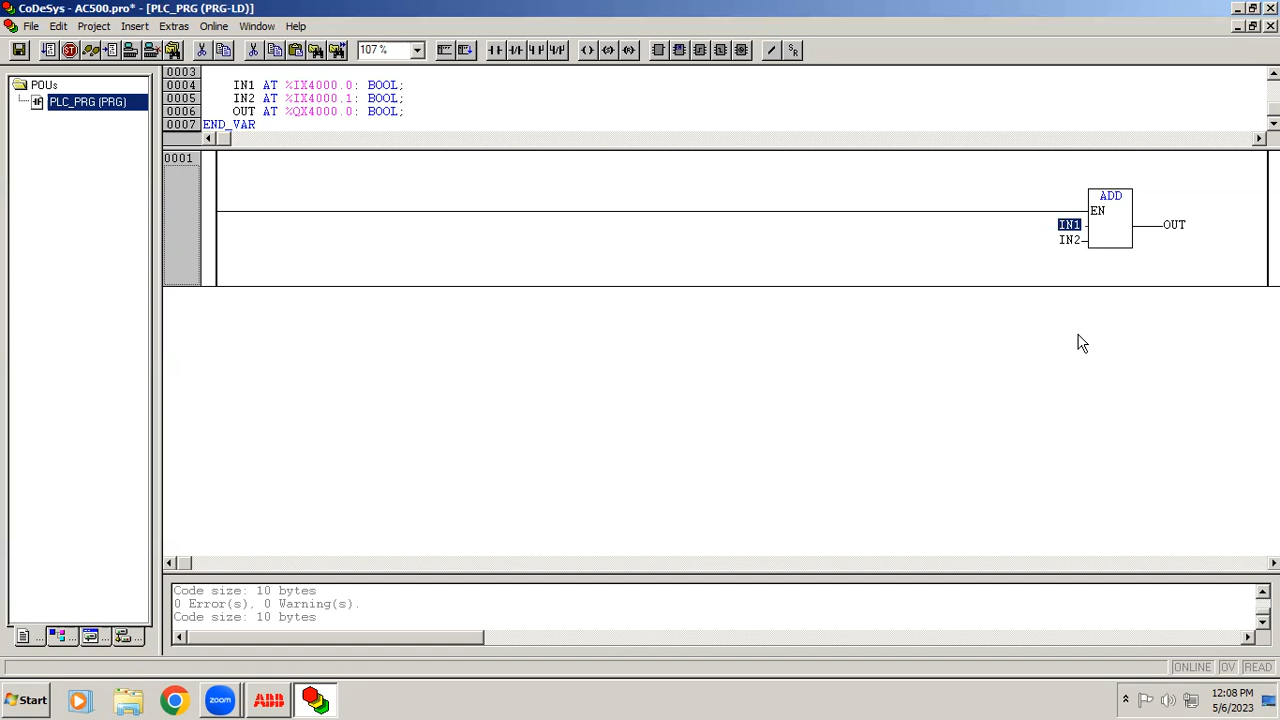 CoDeSys - AC500.pro* - [PLC_PRG (PRG-LD)]
File Edit Project Insert Extras Online Window Help
107 %
POUs
PLC_PRG (PRG)
0003
0004 IN1 AT %IX4000.0: BOOL;
0005 IN2 AT %IX4000.1: BOOL;
0006 OUT AT %QX4000.0: BOOL;
0007 END_VAR
0001
ADD
EN
IN1
OUT
IN2
Code size: 10 bytes
0 Error(s), 0 Warning(s).
Code size: 10 bytes
ONLINE OV READ
Start
zoom
ABB
12:08 PM
5/6/2023